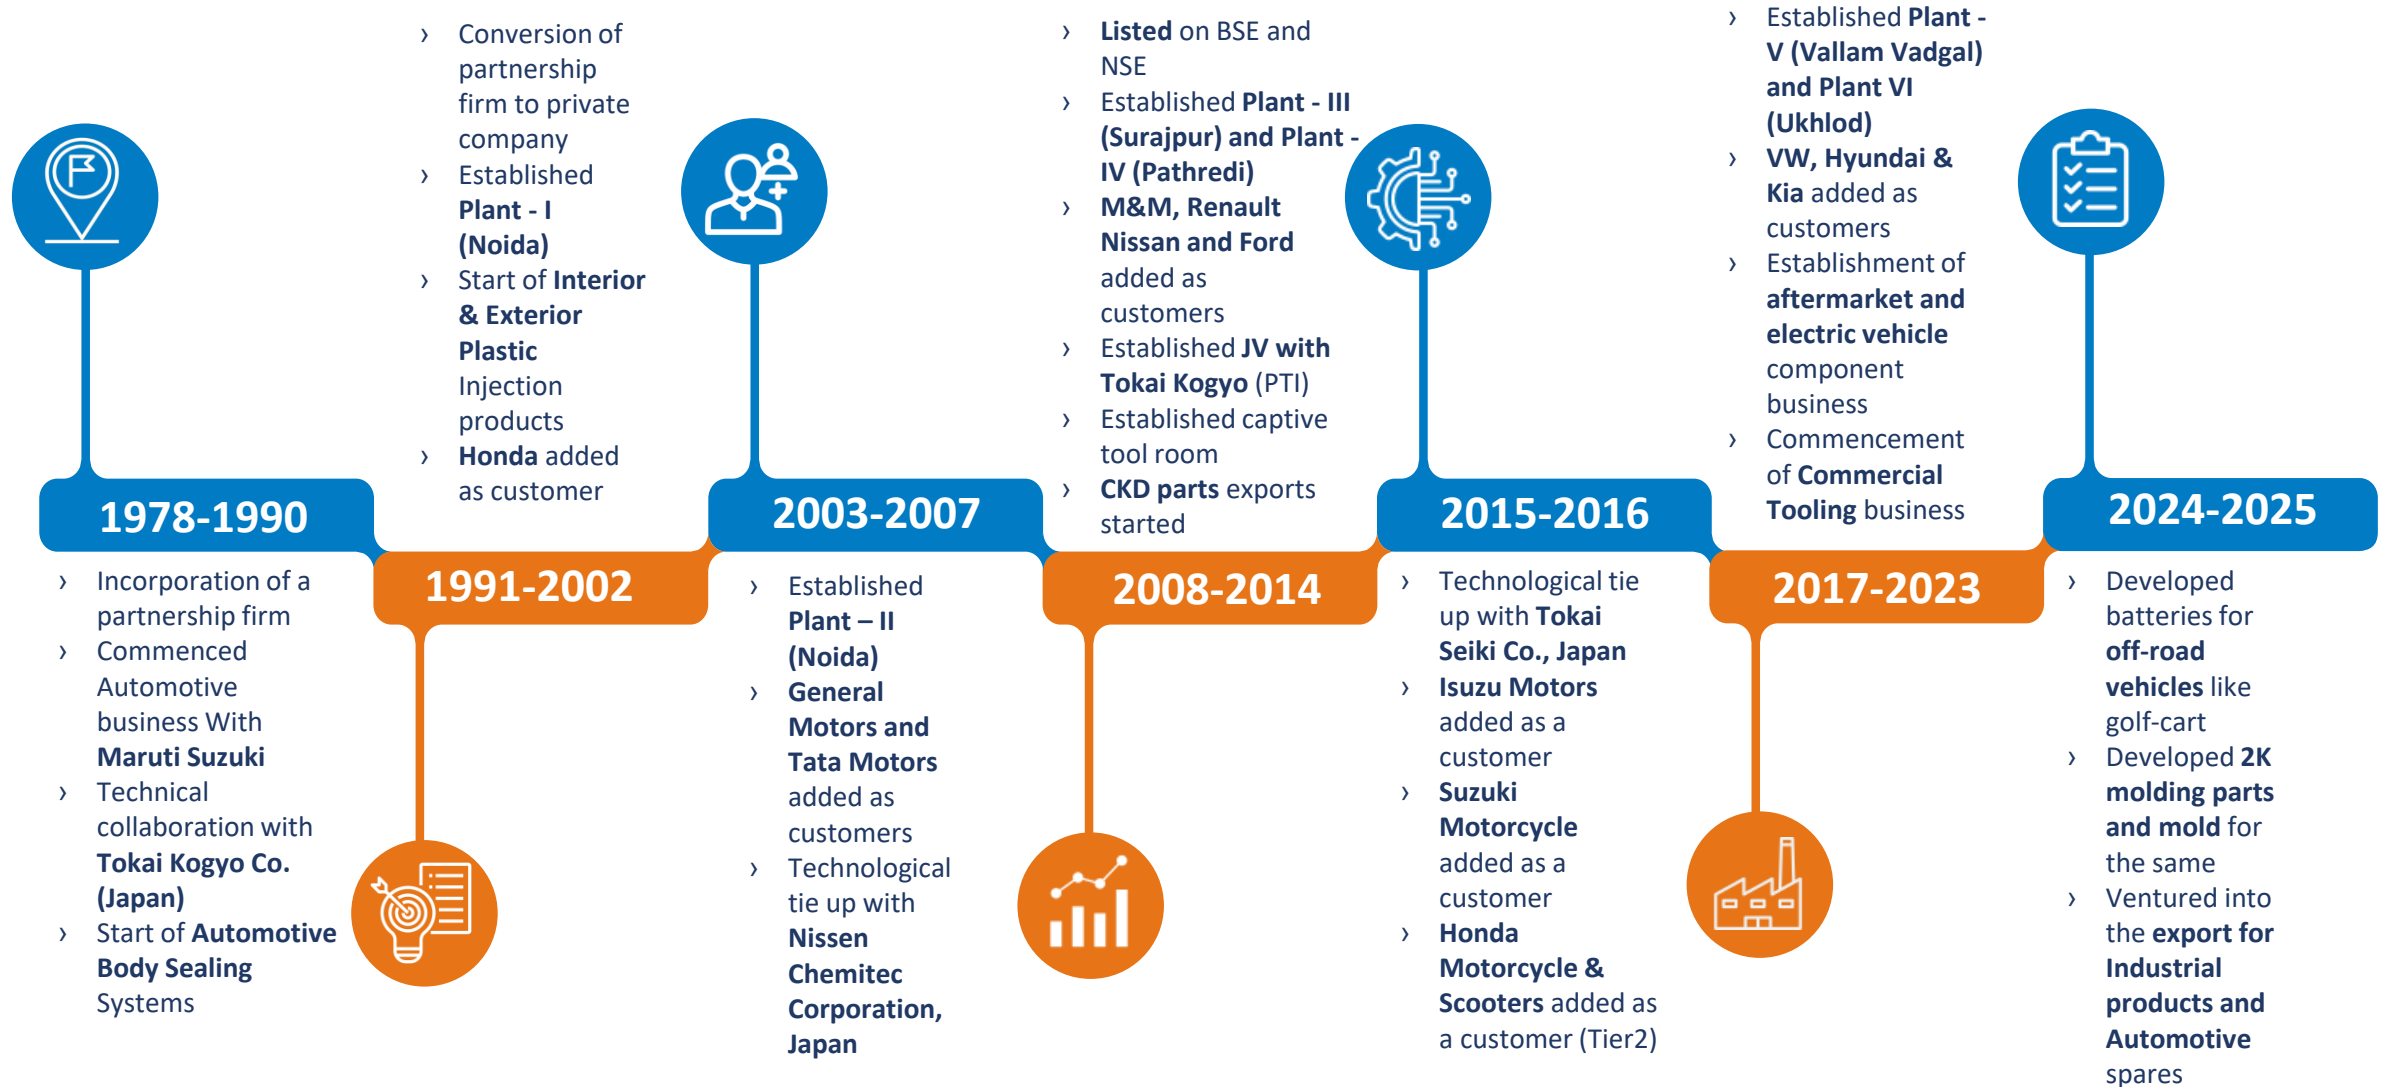 1978-1990
› Incorporation of a
partnership firm
› Commenced
Automotive
business With
Maruti Suzuki
› Technical
collaboration with
Tokai Kogyo Co.
(Japan)
› Start of Automotive
Body Sealing
Systems
› Conversion of
partnership
firm to private
company
› Established
Plant - I
(Noida)
› Start of Interior
& Exterior
Plastic
Injection
products
› Honda added
as customer
1991-2002
2003-2007
› Established
Plant – II
(Noida)
› General
Motors and
Tata Motors
added as
customers
› Technological
tie up with
Nissen
Chemitec
Corporation,
Japan
› Listed on BSE and
NSE
› Established Plant - III
(Surajpur) and Plant -
IV (Pathredi)
› M&M, Renault
Nissan and Ford
added as
customers
› Established JV with
Tokai Kogyo (PTI)
› Established captive
tool room
› CKD parts exports
started
2008-2014
2015-2016
› Technological tie
up with Tokai
Seiki Co., Japan
› Isuzu Motors
added as a
customer
› Suzuki
Motorcycle
added as a
customer
› Honda
Motorcycle &
Scooters added as
a customer (Tier2)
› Established Plant -
V (Vallam Vadgal)
and Plant VI
(Ukhlod)
› VW, Hyundai &
Kia added as
customers
› Establishment of
aftermarket and
electric vehicle
component
business
› Commencement
of Commercial
Tooling business
2017-2023
2024-2025
› Developed
batteries for
off-road
vehicles like
golf-cart
› Developed 2K
molding parts
and mold for
the same
› Ventured into
the export for
Industrial
products and
Automotive
spares